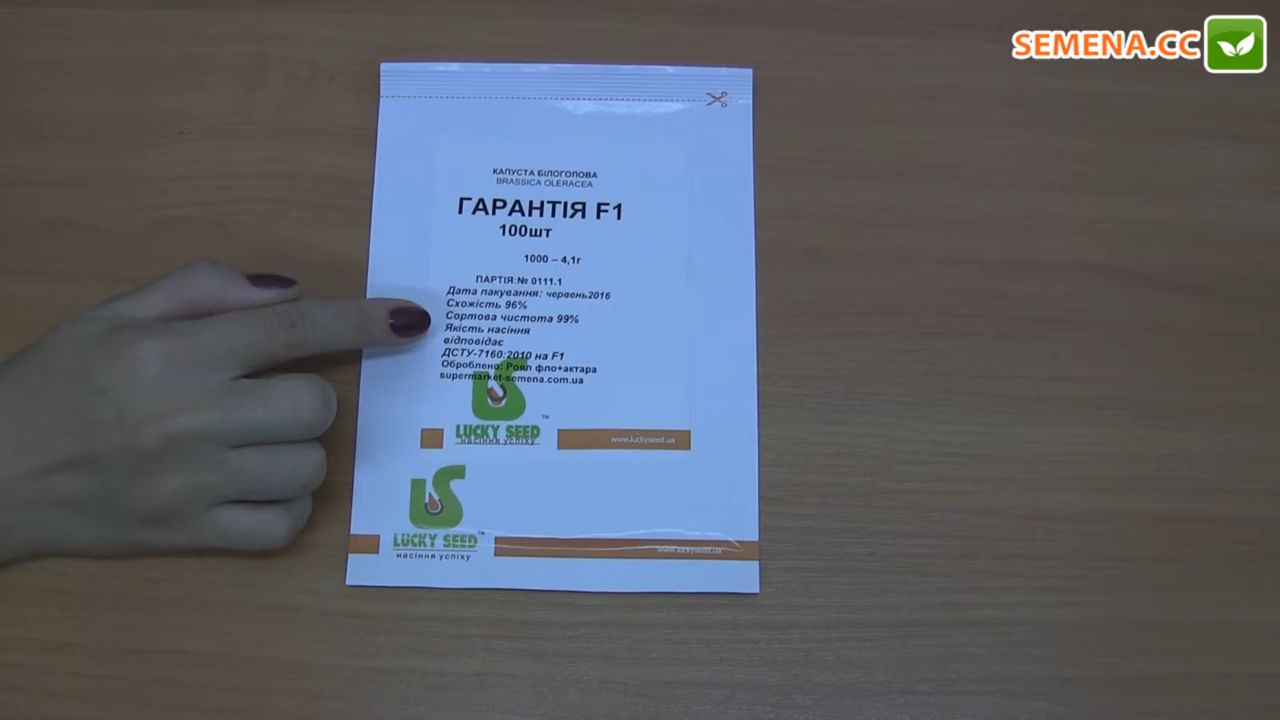 SEMENA.CC
КАПУСТА БІЛОГОЛОВА
BRASSICA OLERACEA
ГАРАНТІЯ F1
100шт
1000 – 4,1г
ПАРТІЯ:№ 0111.1
Дата пакування: червень2016
Схожість 96%
Сортова чистота 99%
Якість насіння
відповідає
ДСТУ-7160:2010 на F1
Оброблено: Роял фло+актара
supermarket-semena.com.ua
LUCKY SEED™
насіння успіху
www.luckyseed.ua
LUCKY SEED™
насіння успіху
www.luckyseed.ua